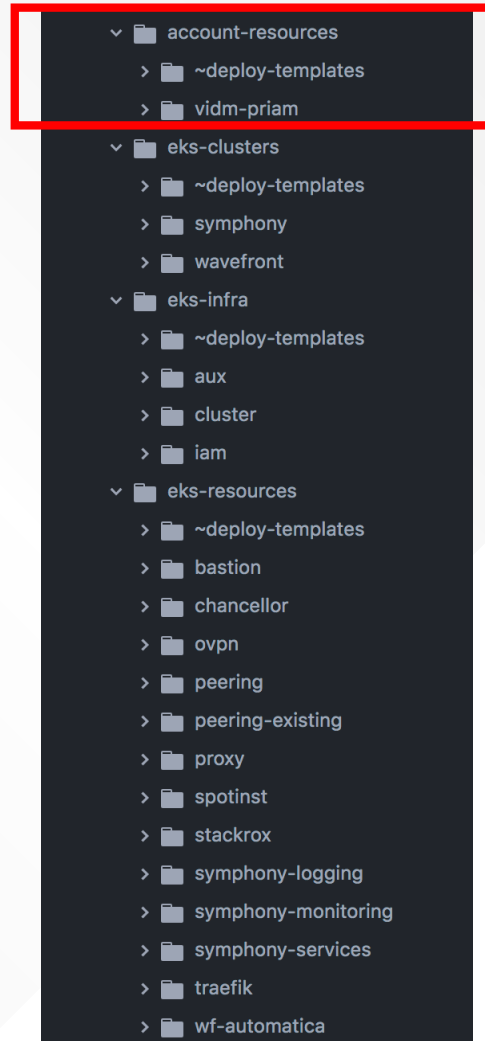 account-resources
~deploy-templates
vidm-priam
eks-clusters
~deploy-templates
symphony
wavefront
eks-infra
~deploy-templates
aux
cluster
iam
eks-resources
~deploy-templates
bastion
chancellor
ovpn
peering
peering-existing
proxy
spotinst
stackrox
symphony-logging
symphony-monitoring
symphony-services
traefik
wf-automatica